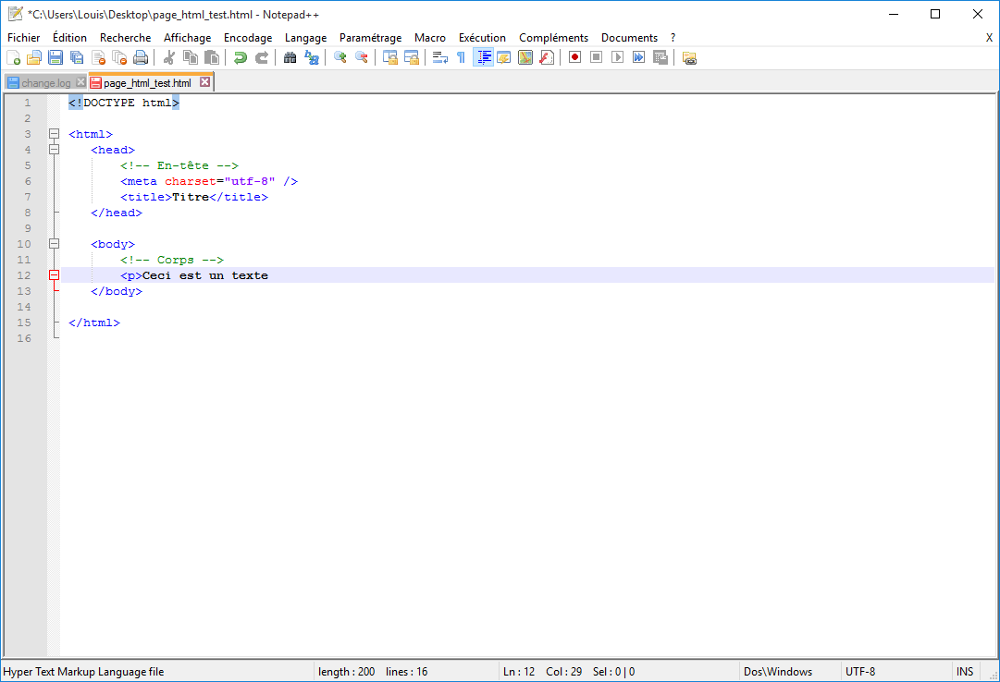 *C:\Users\Louis\Desktop\page_html_test.html - Notepad++
Fichier Édition Recherche Affichage Encodage Langage Paramétrage Macro Exécution Compléments Documents ? X
change.log page_html_test.html
1 <!DOCTYPE html>
2
3 <html>
4 <head>
5 <!-- En-tête -->
6 <meta charset="utf-8" />
7 <title>Titre</title>
8 </head>
9
10 <body>
11 <!-- Corps -->
12 <p>Ceci est un texte
13 </body>
14
15 </html>
16
Hyper Text Markup Language file length : 200 lines : 16 Ln : 12 Col : 29 Sel : 0 | 0 Dos\Windows UTF-8 INS